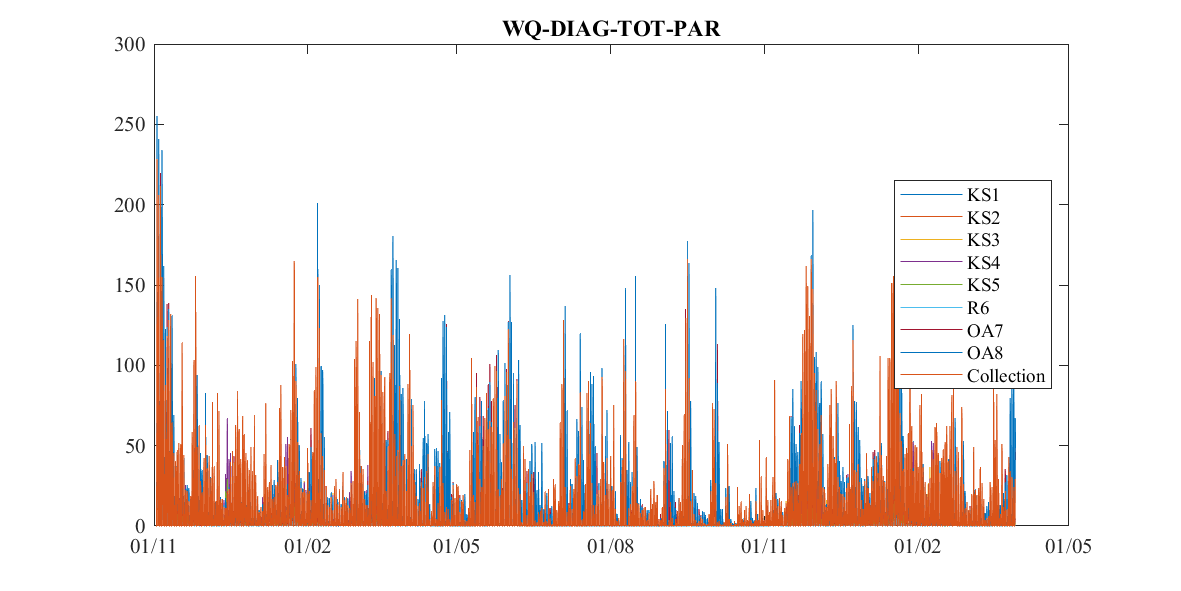 WQ-DIAG-TOT-PAR
300
250
200
150
100
50
0
KS1
KS2
KS3
KS4
KS5
R6
OA7
OA8
Collection
01/11 01/02 01/05 01/08 01/11 01/02 01/05